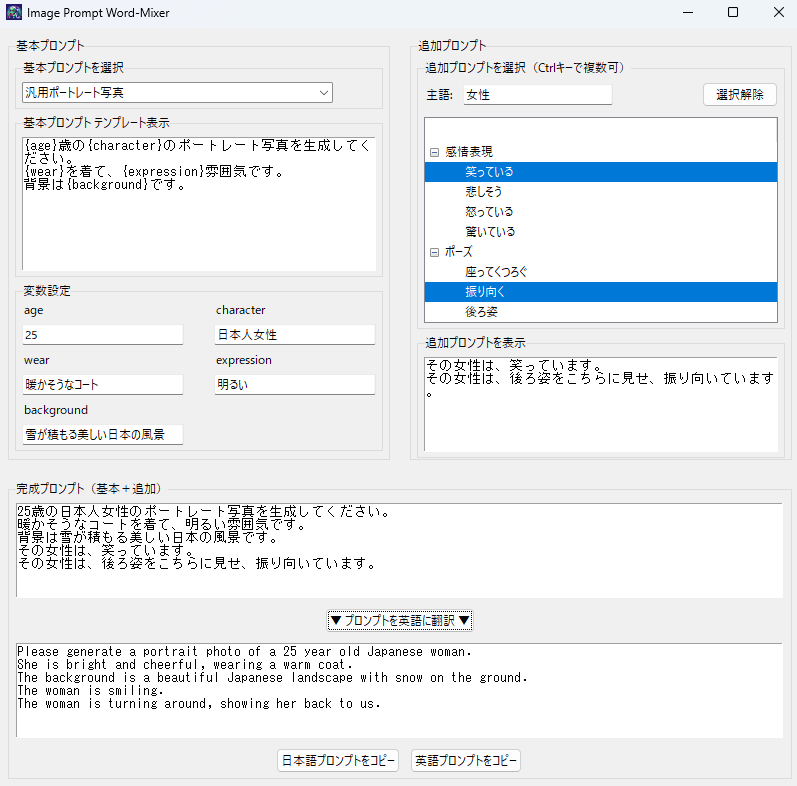 Image Prompt Word-Mixer
基本プロンプト
基本プロンプトを選択
汎用ポートレート写真
基本プロンプト テンプレート表示
{age}歳の{character}のポートレート写真を生成してく
ださい。
{wear}を着て、{expression}雰囲気です。
背景は{background}です。
変数設定
age
character
25
日本人女性
wear
expression
暖かそうなコート
明るい
background
雪が積もる美しい日本の風景
追加プロンプト
追加プロンプトを選択（Ctrlキーで複数可）
主語:
女性
選択解除
感情表現
笑っている
悲しそう
怒っている
驚いている
ポーズ
座ってくつろぐ
振り向く
後ろ姿
追加プロンプトを表示
その女性は、笑っています。
その女性は、後ろ姿をこちらに見せ、振り向いています
。
完成プロンプト（基本＋追加）
25歳の日本人女性のポートレート写真を生成してください。
暖かそうなコートを着て、明るい雰囲気です。
背景は雪が積もる美しい日本の風景です。
その女性は、笑っています。
その女性は、後ろ姿をこちらに見せ、振り向いています。
▼ プロンプトを英語に翻訳 ▼
Please generate a portrait photo of a 25 year old Japanese woman.
She is bright and cheerful, wearing a warm coat.
The background is a beautiful Japanese landscape with snow on the ground.
The woman is smiling.
The woman is turning around, showing her back to us.
日本語プロンプトをコピー
英語プロンプトをコピー